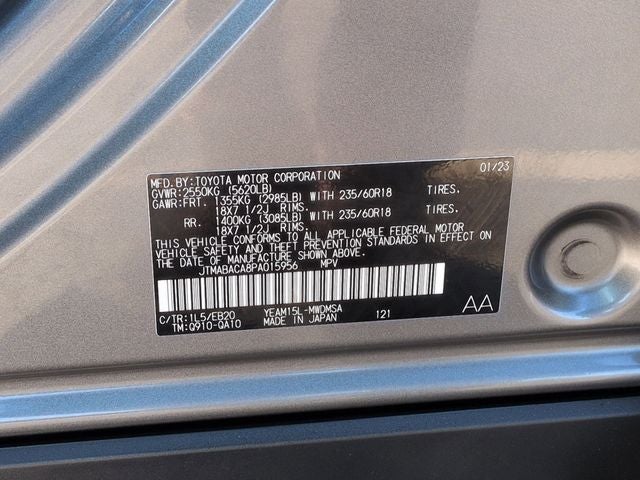 MFD.BY:TOYOTA MOTOR CORPORATION 01/23
GVWR:2550KG (5620LB)
GAWR:FRT. 1355KG (2985LB) WITH 235/60R18 TIRES.
18X7 1/2J RIMS.
RR. 1400KG (3085LB) WITH 235/60R18 TIRES.
18X7 1/2J RIMS.
THIS VEHICLE CONFORMS TO ALL APPLICABLE FEDERAL MOTOR
VEHICLE SAFETY AND THEFT PREVENTION STANDARDS IN EFFECT
ON THE DATE OF MANUFACTURE SHOWN ABOVE.
JTMABACA8PA015956 MPV
C/TR:1L5/EB20 YEAM15L-MWDMSA 121 AA
TM:Q910-QA10 MADE IN JAPAN